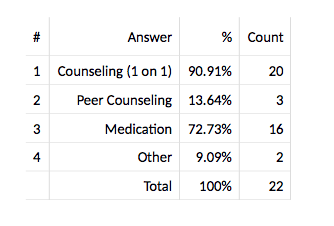 # Answer % Count
1 Counseling (1 on 1) 90.91% 20
2 Peer Counseling 13.64% 3
3 Medication 72.73% 16
4 Other 9.09% 2
Total 100% 22